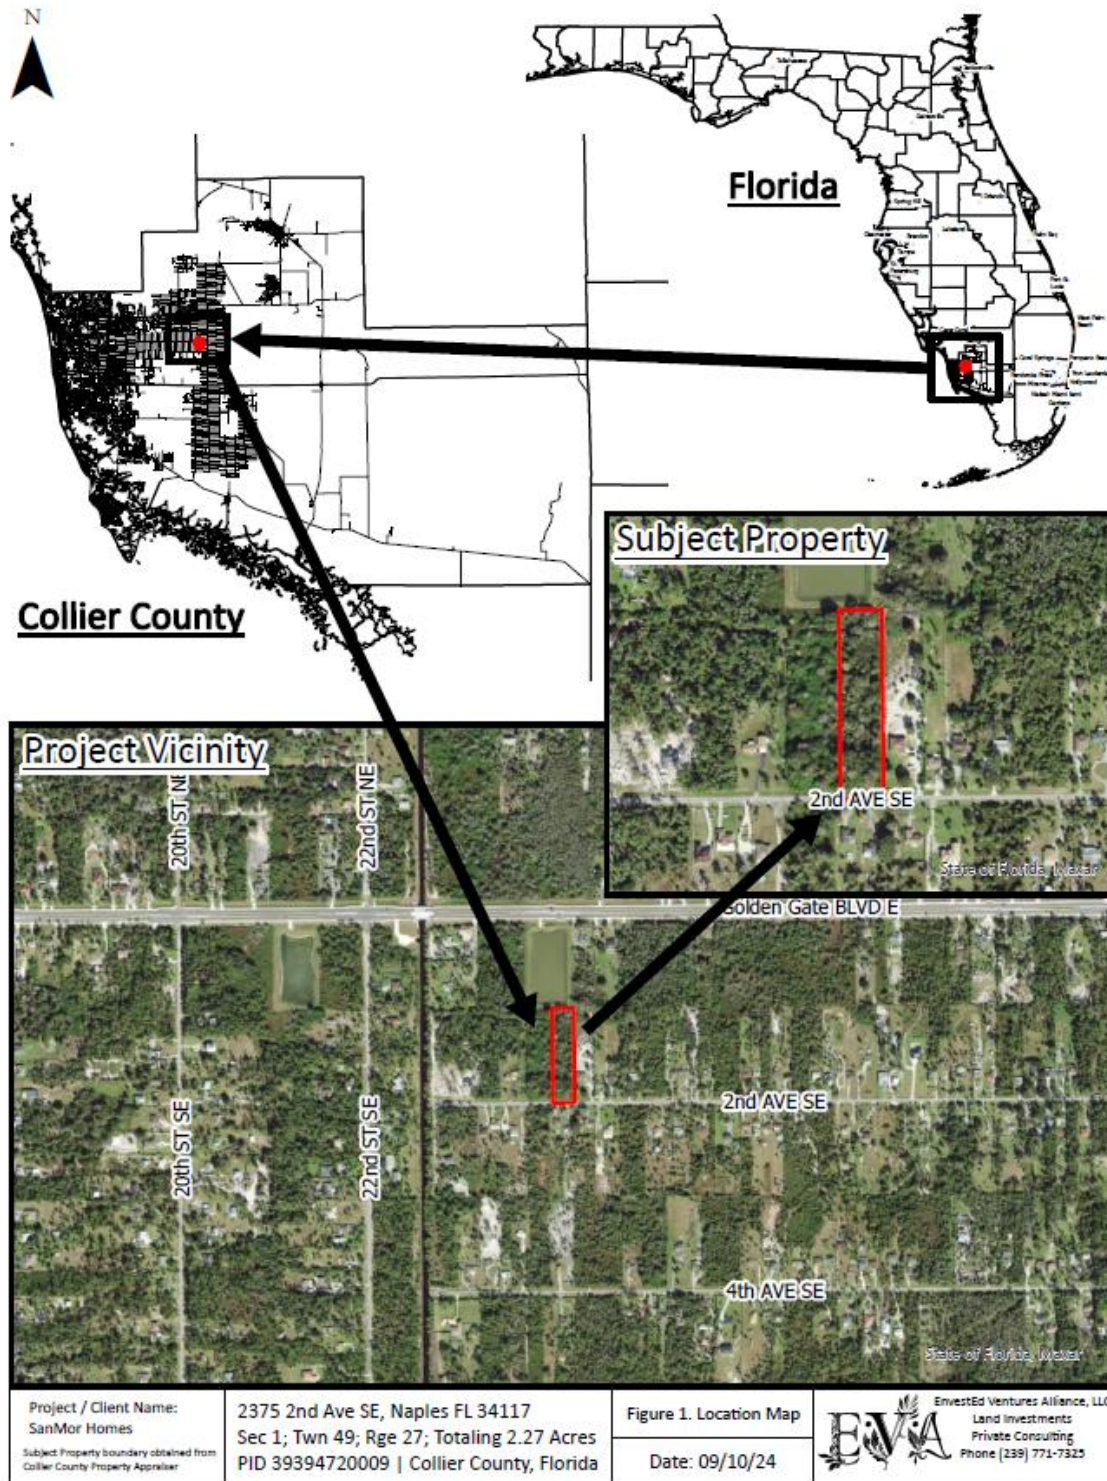 N
Florida
Collier County
Subject Property
2nd AVE SE
State of Florida, Maxar
Project Vicinity
20th ST NE
22nd ST NE
Golden Gate BLVD E
2nd AVE SE
20th ST SE
22nd ST SE
4th AVE SE
State of Florida, Maxar
Project / Client Name:
SanMor Homes
Subject Property boundary obtained from
Collier County Property Appraiser
2375 2nd Ave SE, Naples FL 34117
Sec 1; Twn 49; Rge 27; Totaling 2.27 Acres
PID 39394720009 | Collier County, Florida
Figure 1. Location Map
Date: 09/10/24
EVA
EnvestEd Ventures Alliance, LLC
Land Investments
Private Consulting
Phone (239) 771-7325